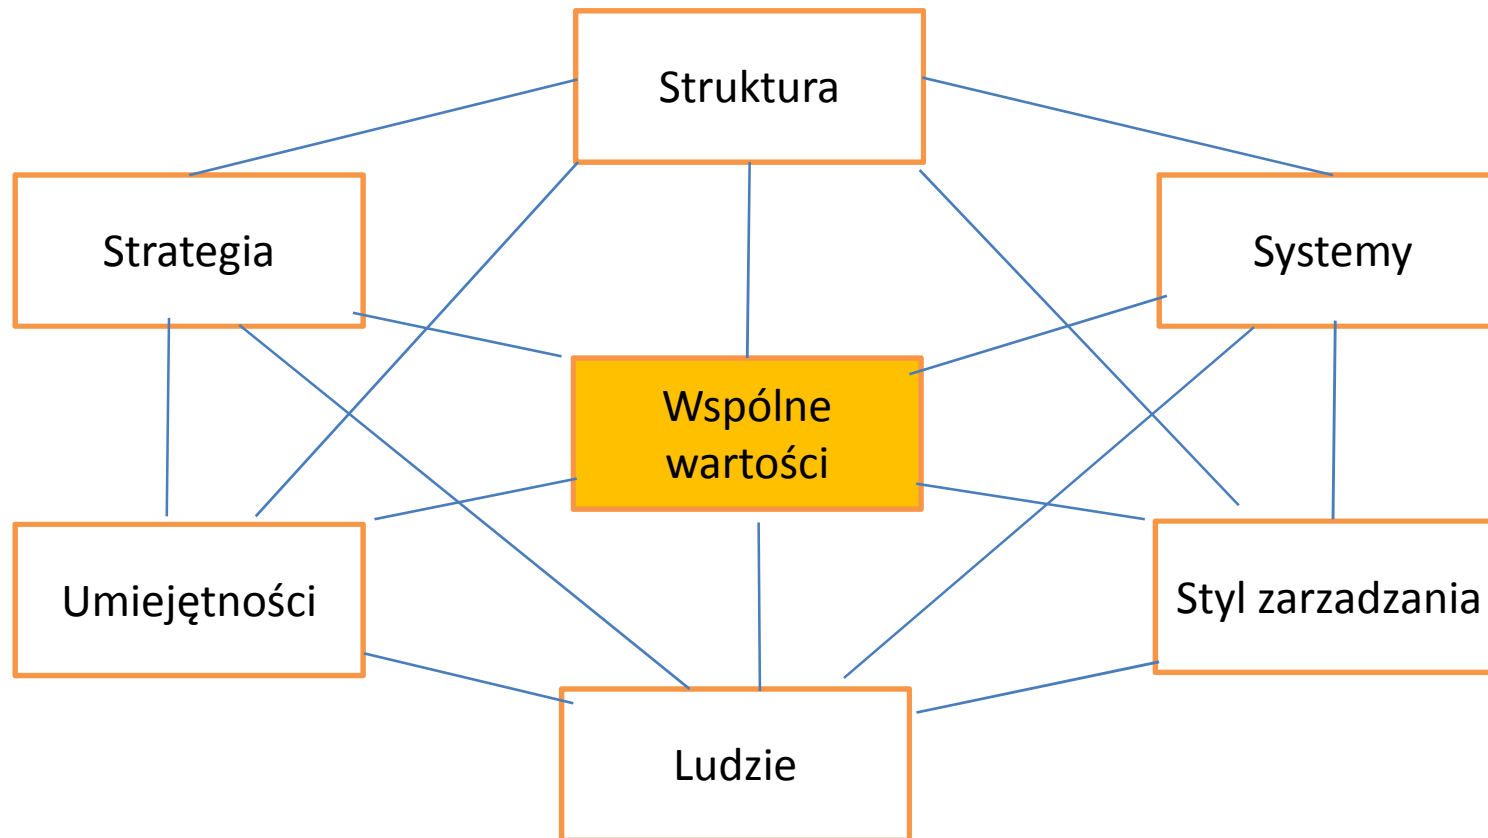 Struktura
Strategia
Systemy
Wspólne
wartości
Umiejętności
Styl zarzadzania
Ludzie